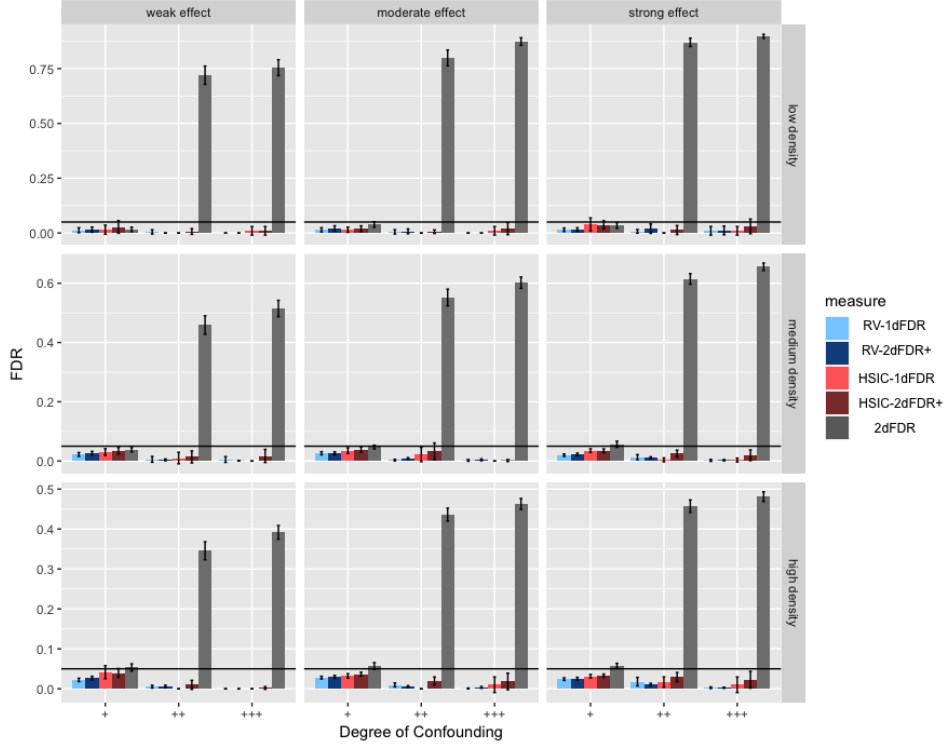 weak effect
moderate effect
strong effect
0.75
0.50
0.25
0.00
low density
0.6
0.4
0.2
0.0
medium density
0.5
0.4
0.3
0.2
0.1
0.0
high density
FDR
+
++
+++
+
++
+++
+
++
+++
Degree of Confounding
measure
RV-1dFDR
RV-2dFDR+
HSIC-1dFDR
HSIC-2dFDR+
2dFDR